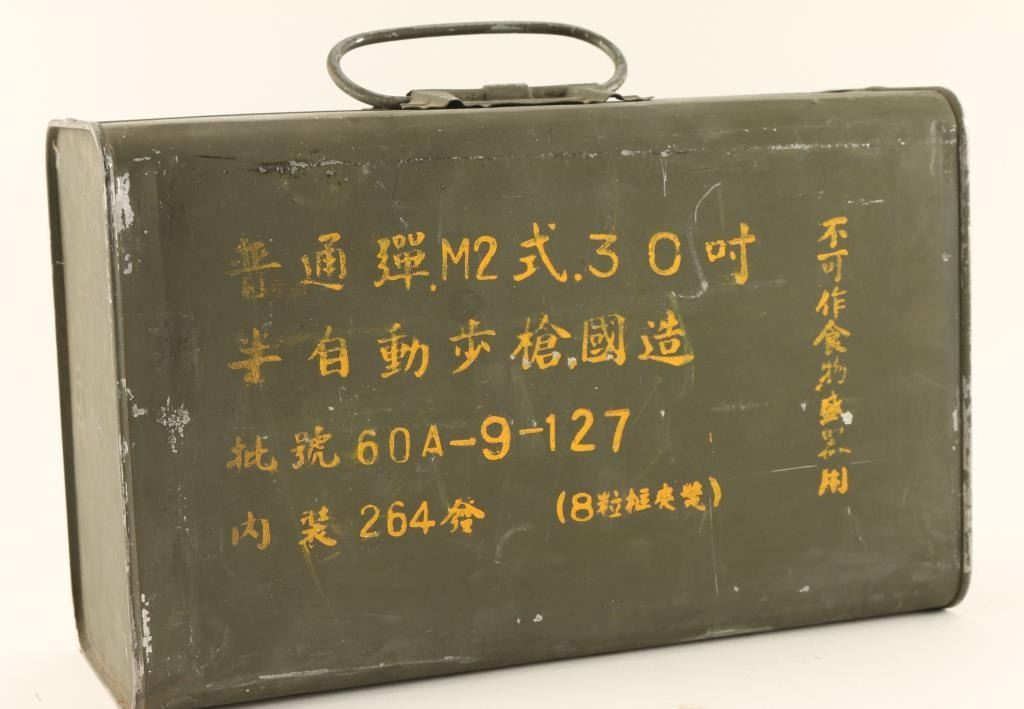 普通彈.M2式.30吋
半自動步槍.國造
批號60A-9-127
內裝264發 (8粒框夾裝)
不可作食物盛器用